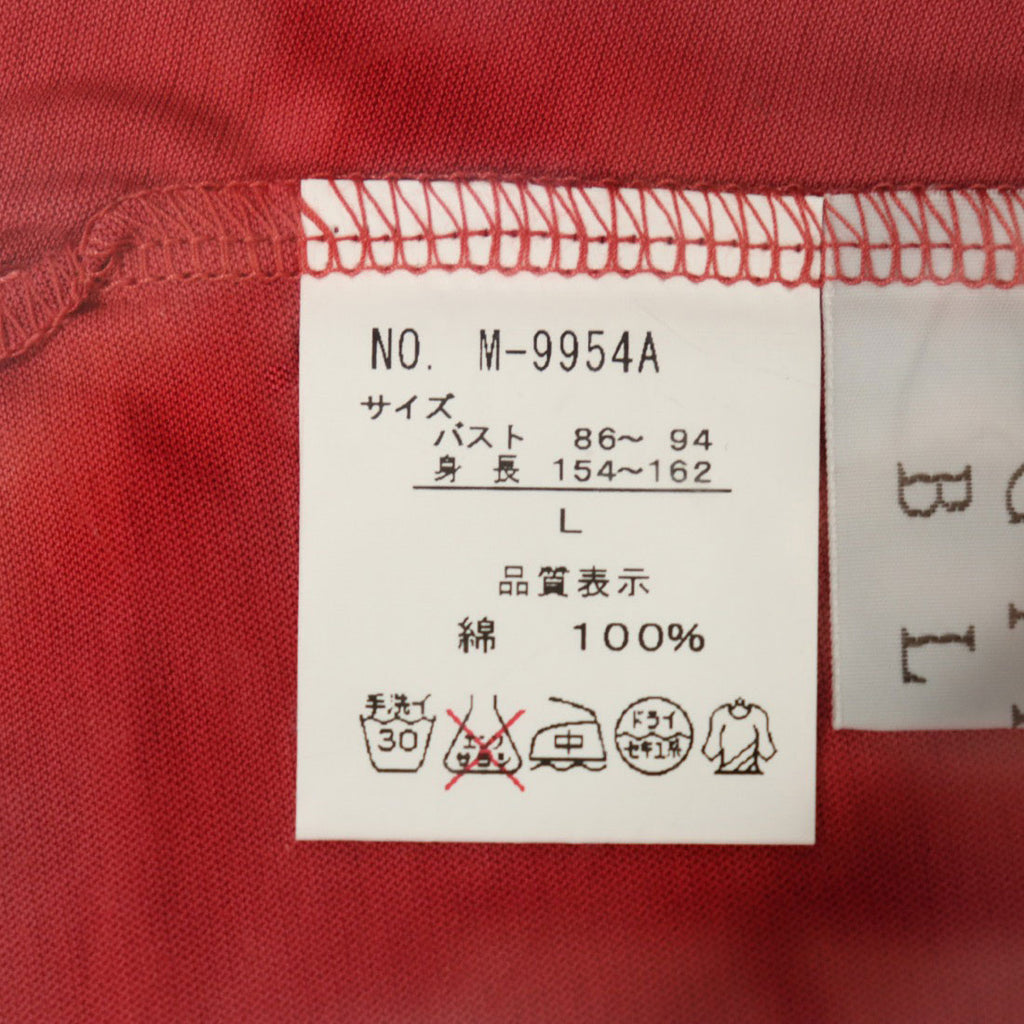 NO. M-9954A
サイズ
バスト 86～ 94
身 長 154～162
L
品質表示
綿 100%
手洗イ
30
エンソ
サラシ
中
ドライ
セキユ系
B
L